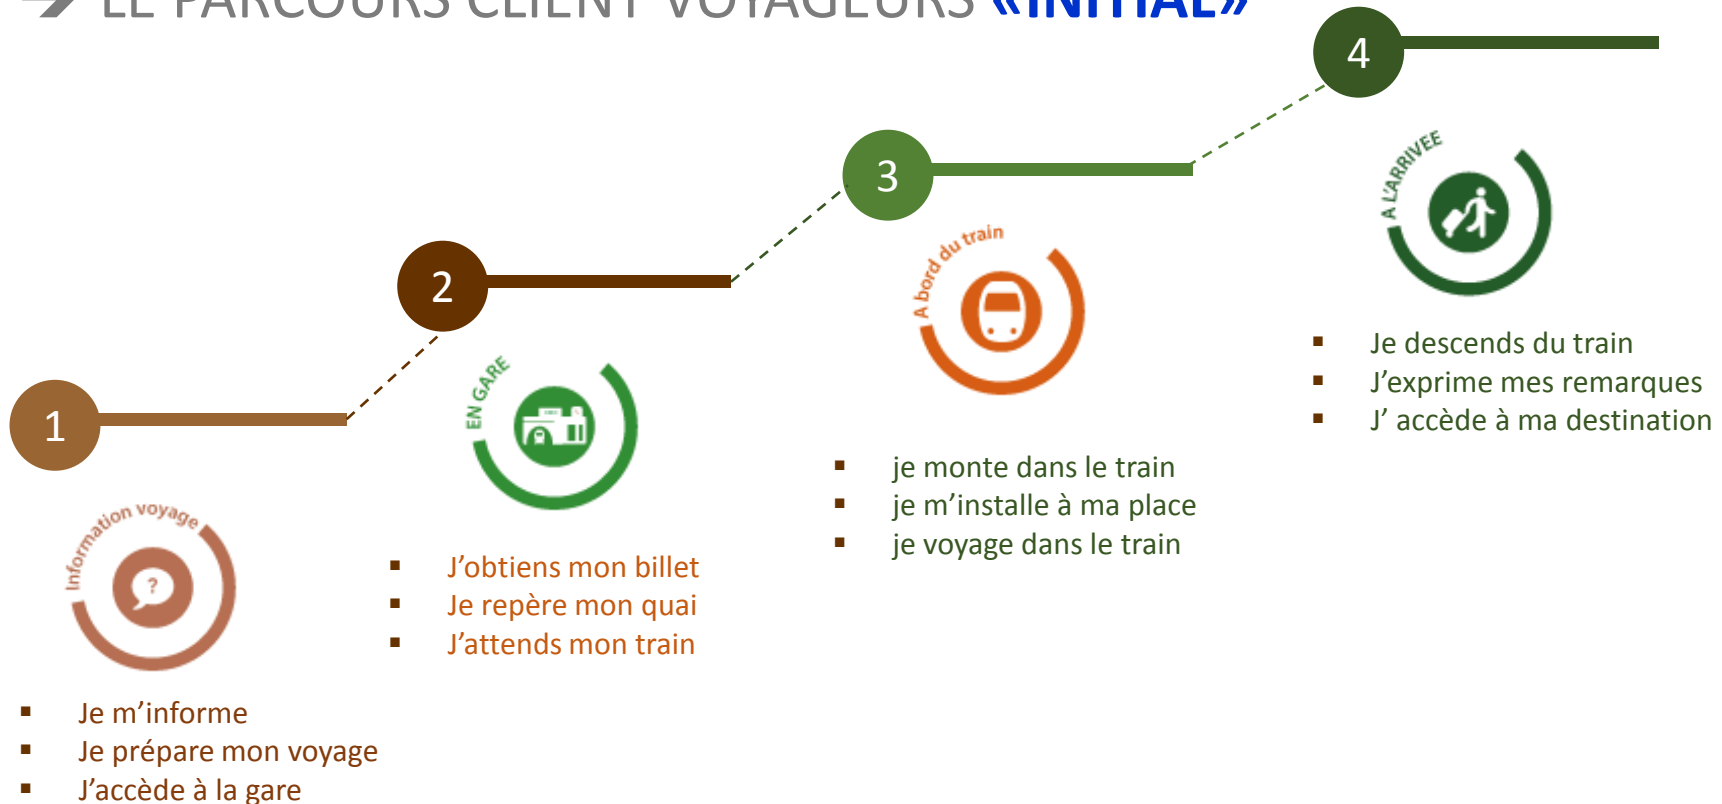 ➔ LE PARCOURS CLIENT VOYAGEURS «INITIAL»
1
Information voyage
?
▪ Je m’informe
▪ Je prépare mon voyage
▪ J’accède à la gare
2
EN GARE
▪ J’obtiens mon billet
▪ Je repère mon quai
▪ J’attends mon train
3
A bord du train
▪ je monte dans le train
▪ je m’installe à ma place
▪ je voyage dans le train
4
A L'ARRIVEE
▪ Je descends du train
▪ J’exprime mes remarques
▪ J’ accède à ma destination